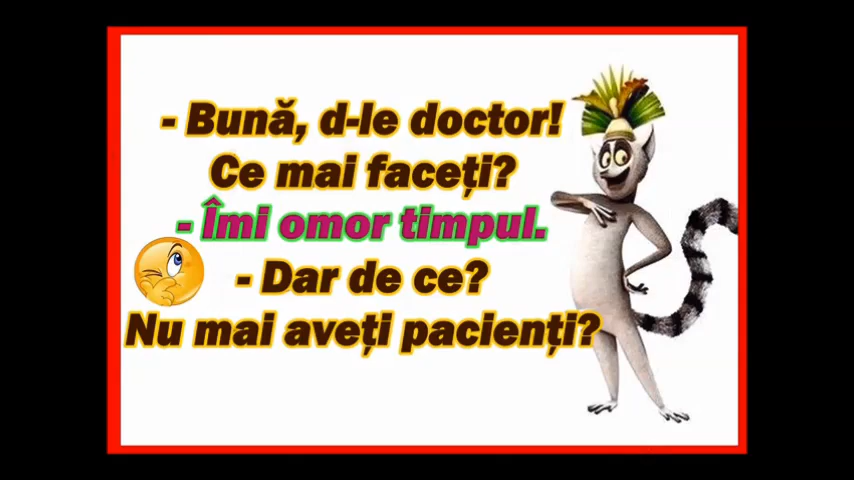 - Bună, d-le doctor!
Ce mai faceți?
- Îmi omor timpul.
- Dar de ce?
Nu mai aveți pacienți?